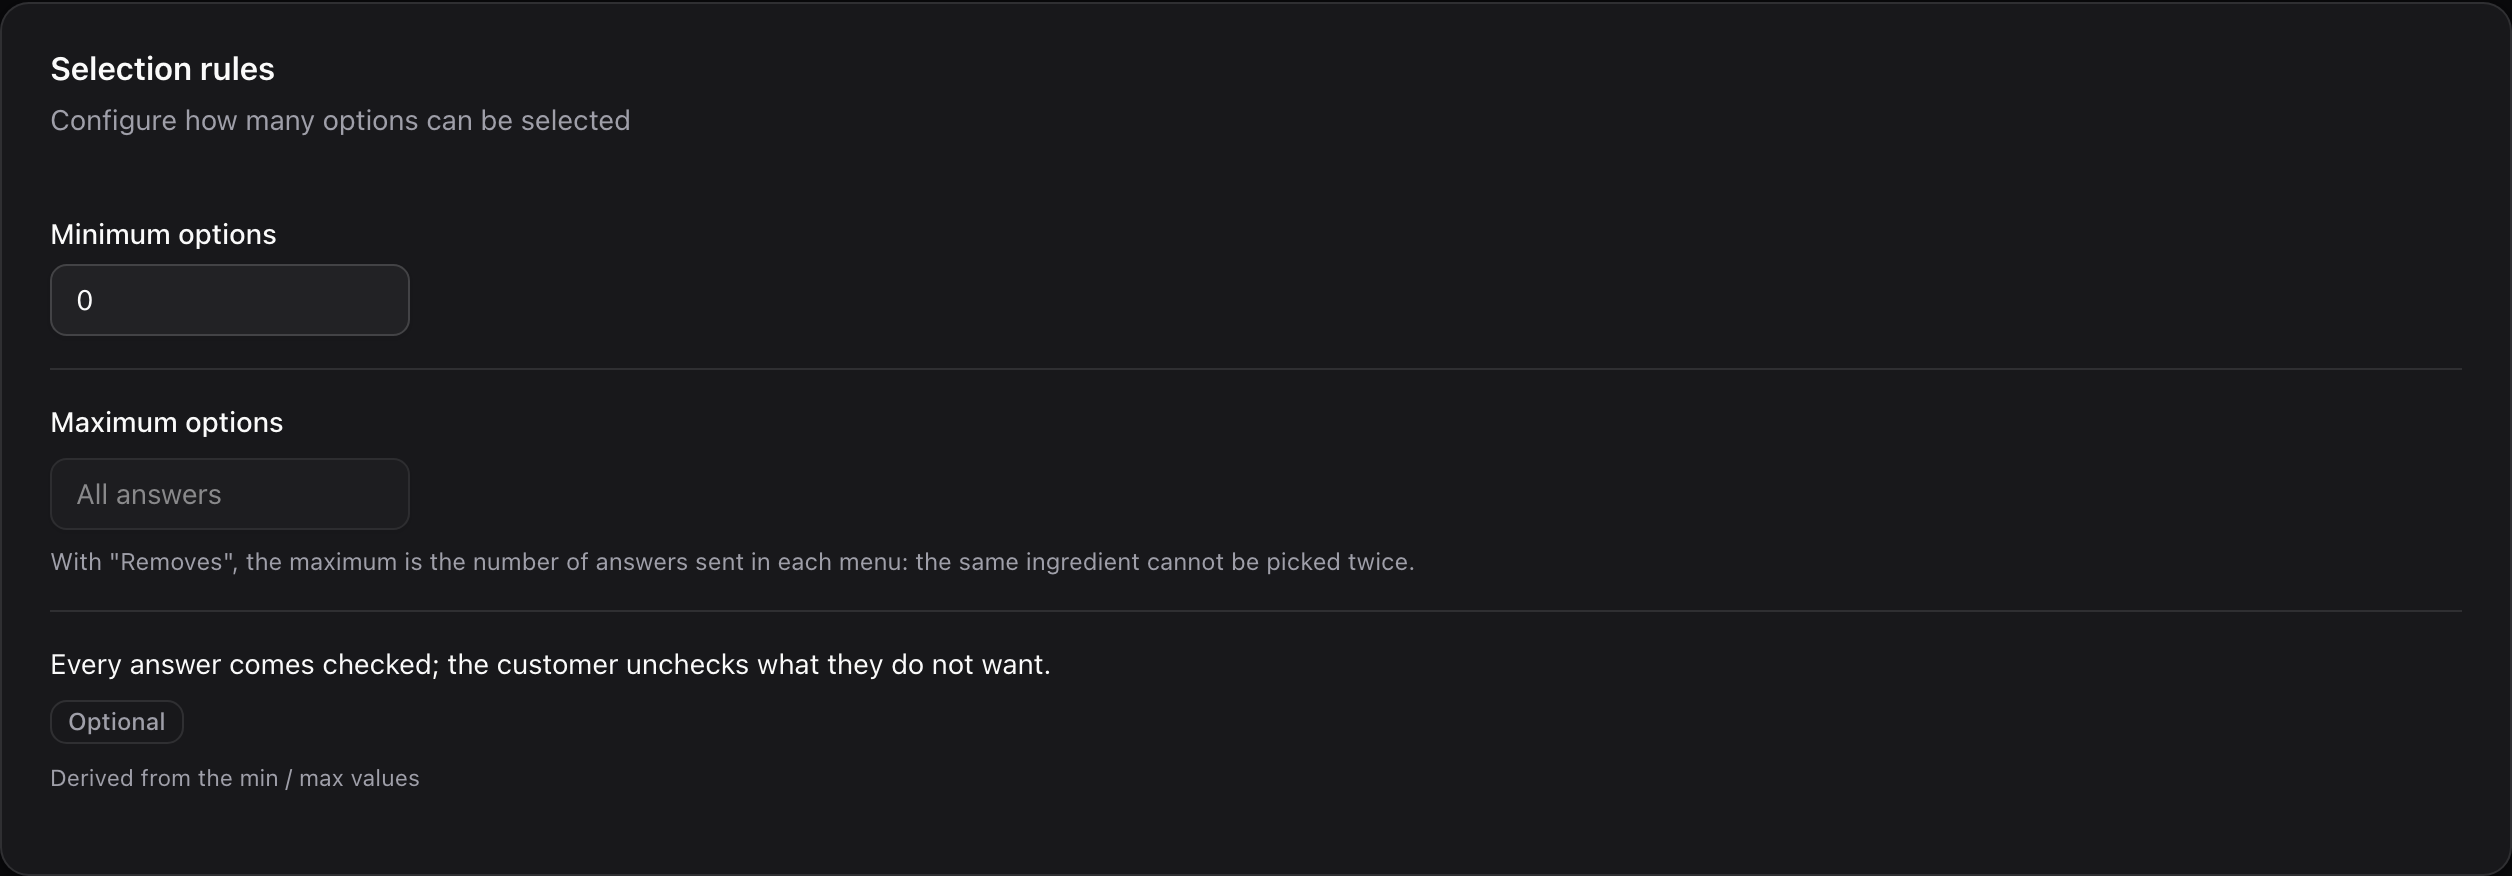 Selection rules
Configure how many options can be selected
Minimum options
0
Maximum options
All answers
With "Removes", the maximum is the number of answers sent in each menu: the same ingredient cannot be picked twice.
Every answer comes checked; the customer unchecks what they do not want.
Optional
Derived from the min / max values